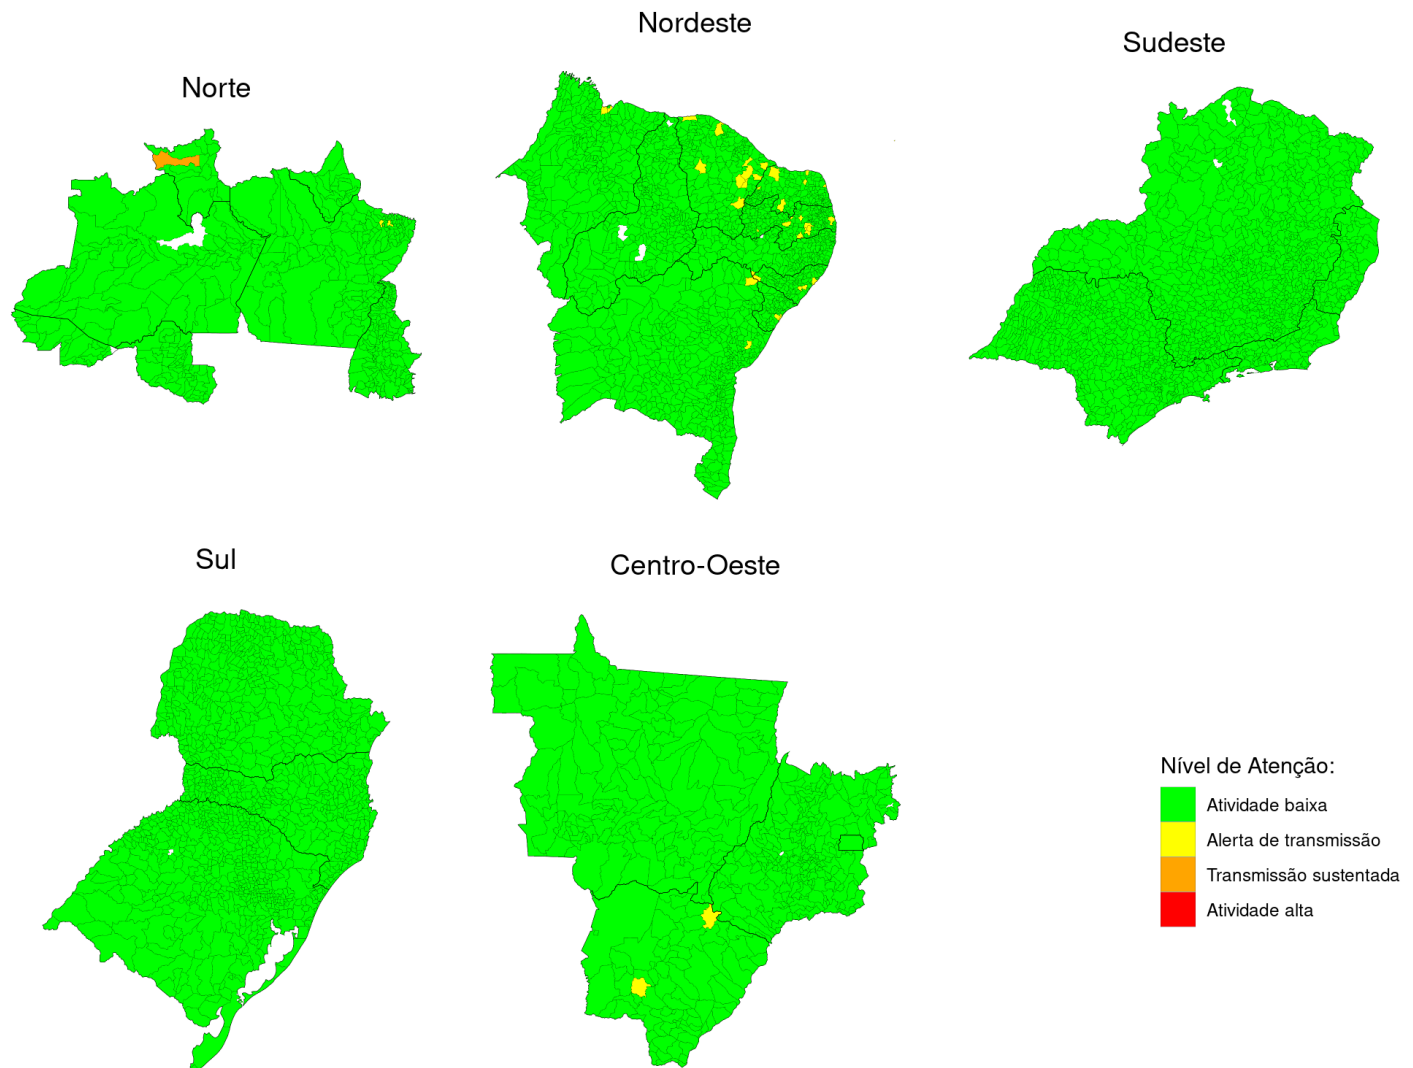 Nordeste
Sudeste
Norte
Sul
Centro-Oeste
Nível de Atenção:
Atividade baixa
Alerta de transmissão
Transmissão sustentada
Atividade alta